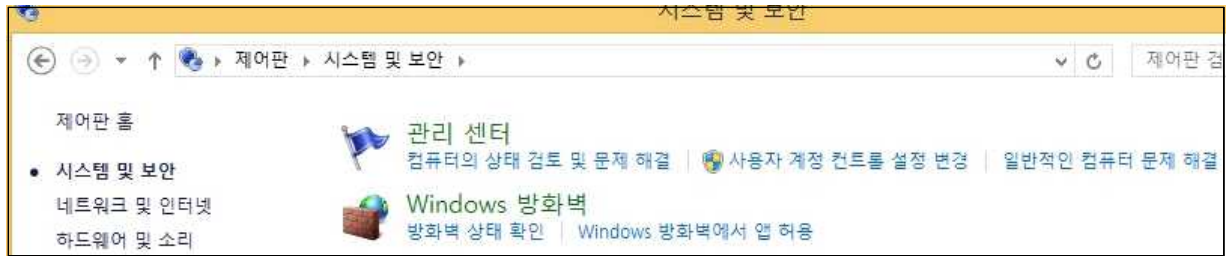 시스템 및 보안
제어판 ▸ 시스템 및 보안 ▸
제어판 검
제어판 홈
시스템 및 보안
네트워크 및 인터넷
하드웨어 및 소리
관리 센터
컴퓨터의 상태 검토 및 문제 해결 | 사용자 계정 컨트롤 설정 변경 | 일반적인 컴퓨터 문제 해결
Windows 방화벽
방화벽 상태 확인 | Windows 방화벽에서 앱 허용